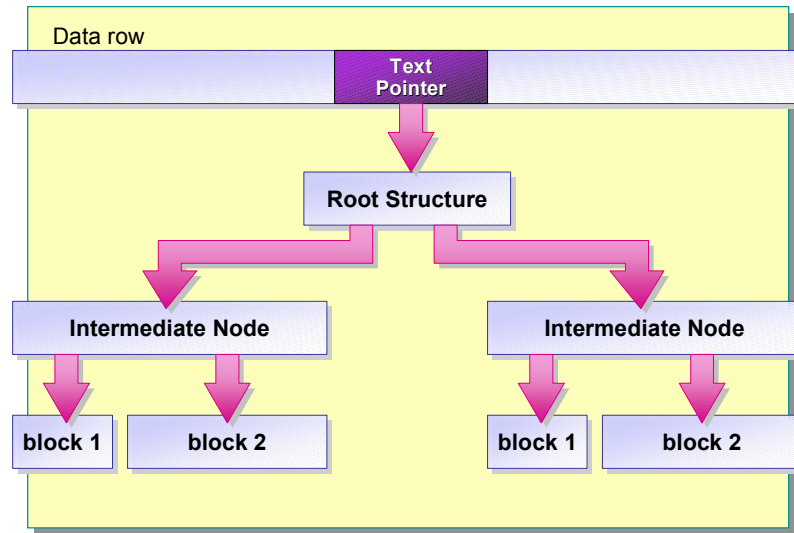 Data row
Text
Pointer
Root Structure
Intermediate Node
Intermediate Node
block 1
block 2
block 1
block 2